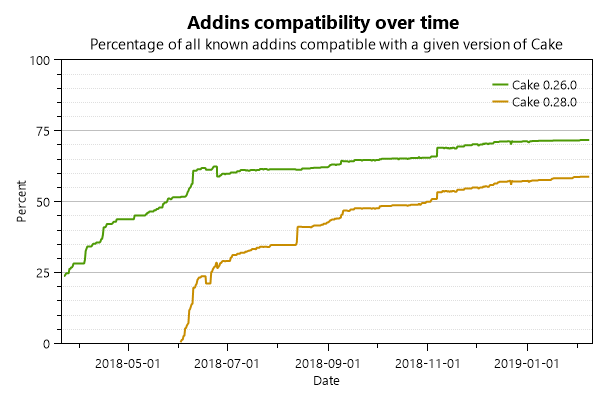 Addins compatibility over time
Percentage of all known addins compatible with a given version of Cake
100
Cake 0.26.0
Cake 0.28.0
75
50
25
0
Percent
2018-05-01 2018-07-01 2018-09-01 2018-11-01 2019-01-01
Date